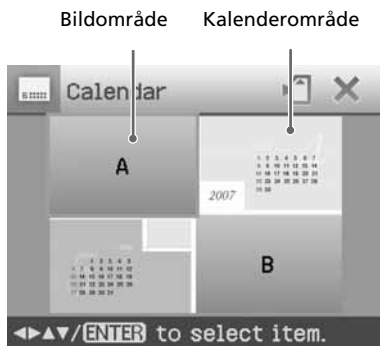 Bildområde Kalenderområde
Calendar
A
2007
B
◄►▲▼/ENTER to select item.